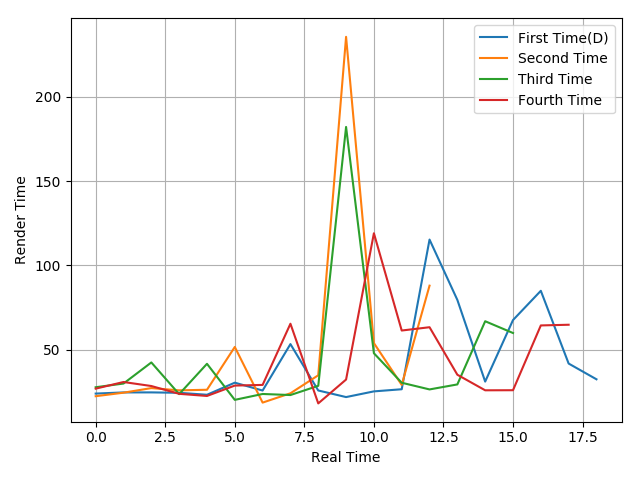 First Time(D)
Second Time
Third Time
Fourth Time
200
150
100
50
Render Time
0.0 2.5 5.0 7.5 10.0 12.5 15.0 17.5
Real Time